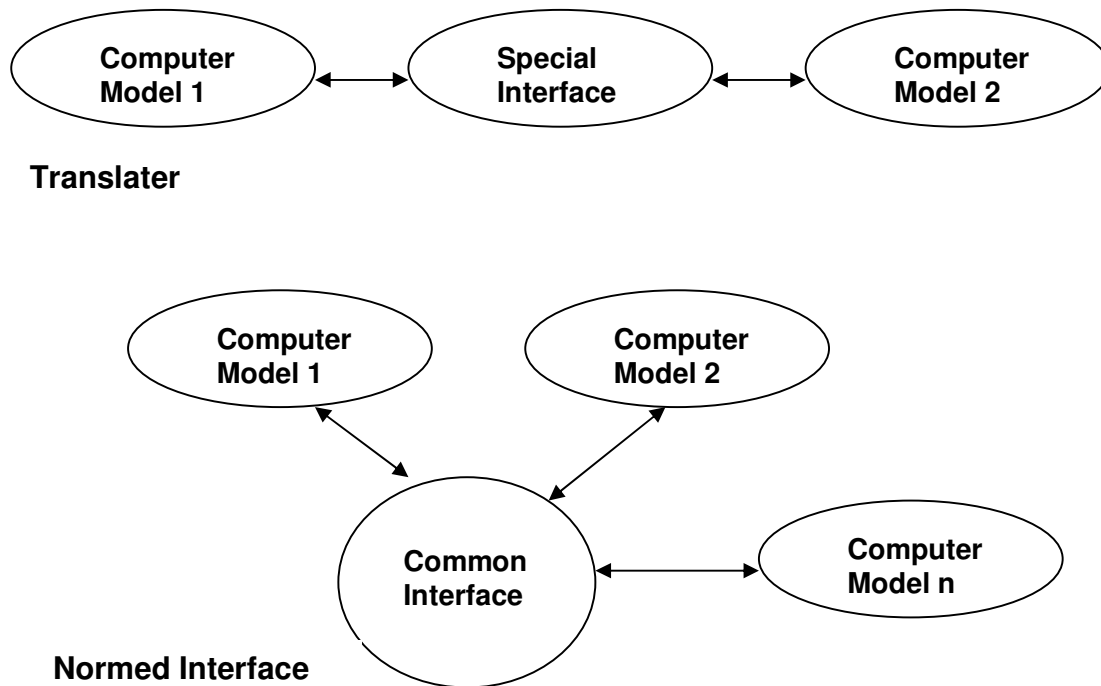 Computer
Model 1
Special
Interface
Computer
Model 2
Translater
Computer
Model 1
Computer
Model 2
Common
Interface
Computer
Model n
Normed Interface